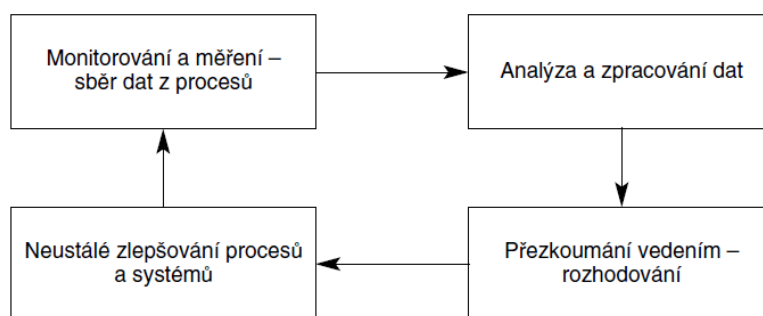 Monitorování a měření –
sběr dat z procesů
Analýza a zpracování dat
Neustálé zlepšování procesů
a systémů
Přezkoumání vedením –
rozhodování